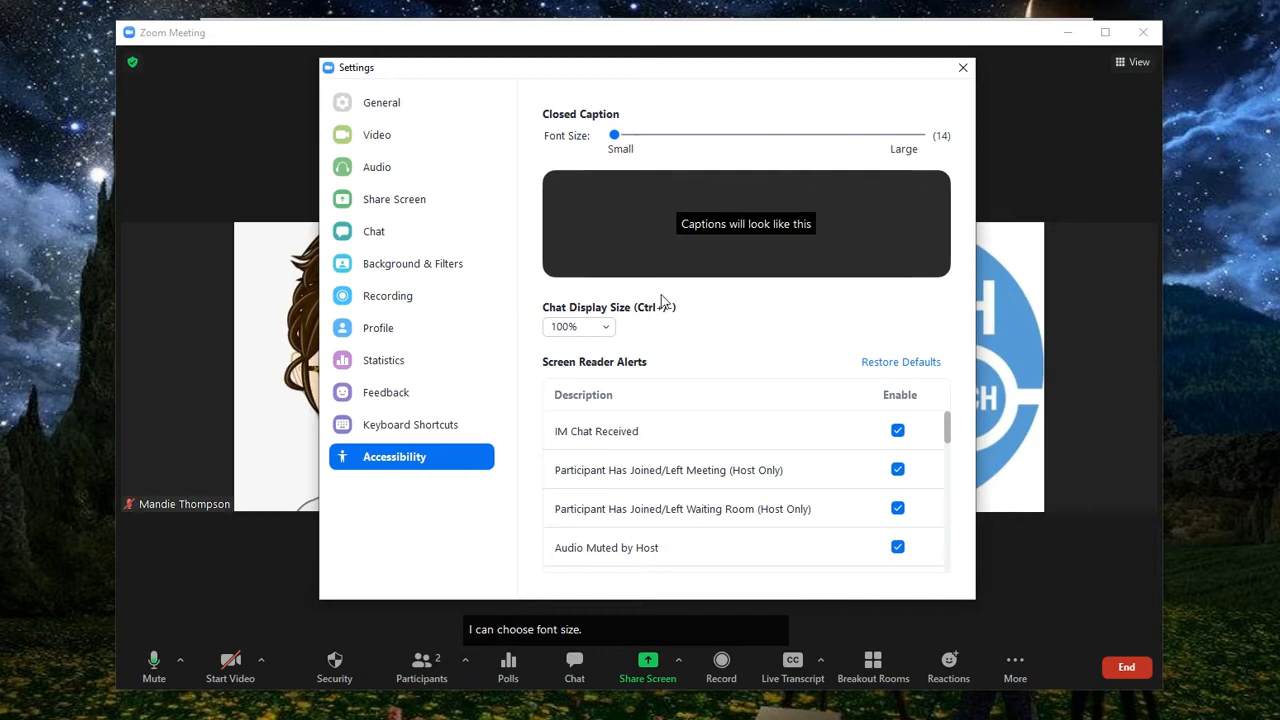 Zoom Meeting
View
Settings
General
Video
Audio
Share Screen
Chat
Background & Filters
Recording
Profile
Statistics
Feedback
Keyboard Shortcuts
Accessibility
Closed Caption
Font Size:
(14)
Small
Large
Captions will look like this
Chat Display Size (Ctrl+/-)
100%
Screen Reader Alerts
Restore Defaults
Description
Enable
IM Chat Received
Participant Has Joined/Left Meeting (Host Only)
Participant Has Joined/Left Waiting Room (Host Only)
Audio Muted by Host
Mandie Thompson
H
CH
I can choose font size.
Mute
Start Video
Security
2
Participants
Polls
Chat
Share Screen
Record
CC
Live Transcript
Breakout Rooms
Reactions
More
End